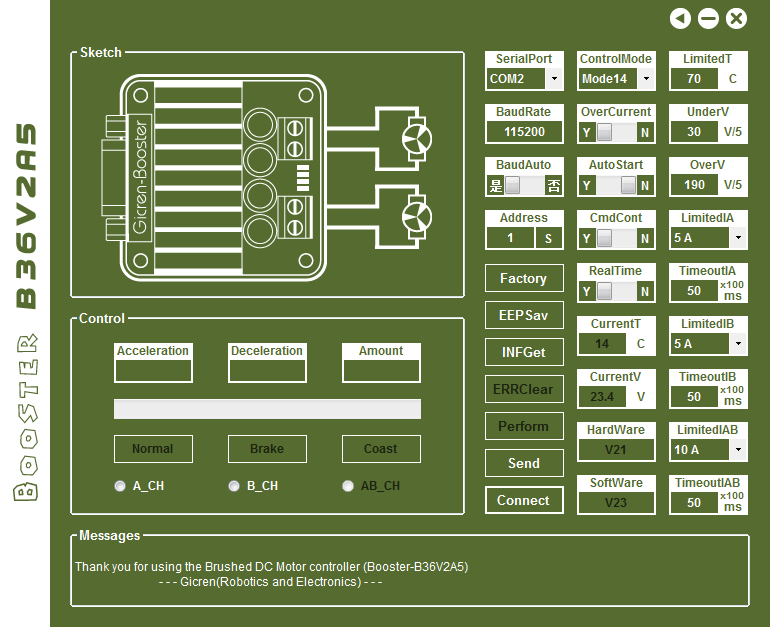 BOOSTER B36V2A5
Sketch
Gicren-Booster
Control
Acceleration
Deceleration
Amount
Normal
Brake
Coast
A_CH
B_CH
AB_CH
SerialPort
COM2
BaudRate
115200
BaudAuto
是 否
Address
1 S
Factory
EEPSav
INFGet
ERRClear
Perform
Send
Connect
ControlMode
Mode14
OverCurrent
Y N
AutoStart
Y N
CmdCont
Y N
RealTime
Y N
CurrentT
14 C
CurrentV
23.4 V
HardWare
V21
SoftWare
V23
LimitedT
70 C
UnderV
30 V/5
OverV
190 V/5
LimitedIA
5 A
TimeoutIA
50 x100 ms
LimitedIB
5 A
TimeoutIB
50 x100 ms
LimitedIAB
10 A
TimeoutIAB
50 x100 ms
Messages
Thank you for using the Brushed DC Motor controller (Booster-B36V2A5)
- - - Gicren(Robotics and Electronics) - - -